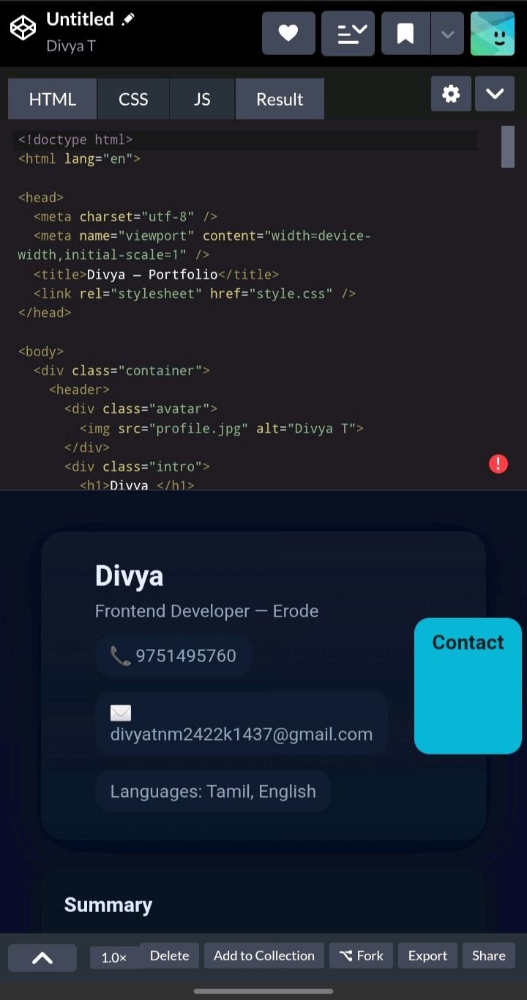 Untitled
Divya T
HTML CSS JS Result
<!doctype html>
<html lang="en">
<head>
<meta charset="utf-8" />
<meta name="viewport" content="width=device-
width,initial-scale=1" />
<title>Divya – Portfolio</title>
<link rel="stylesheet" href="style.css" />
</head>
<body>
<div class="container">
<header>
<div class="avatar">
<img src="profile.jpg" alt="Divya T">
</div>
<div class="intro">
<h1>Divya </h1>
!
Divya
Frontend Developer — Erode
📞 9751495760
Contact
✉️
divyatnm2422k1437@gmail.com
Languages: Tamil, English
Summary
1.0× Delete Add to Collection Fork Export Share